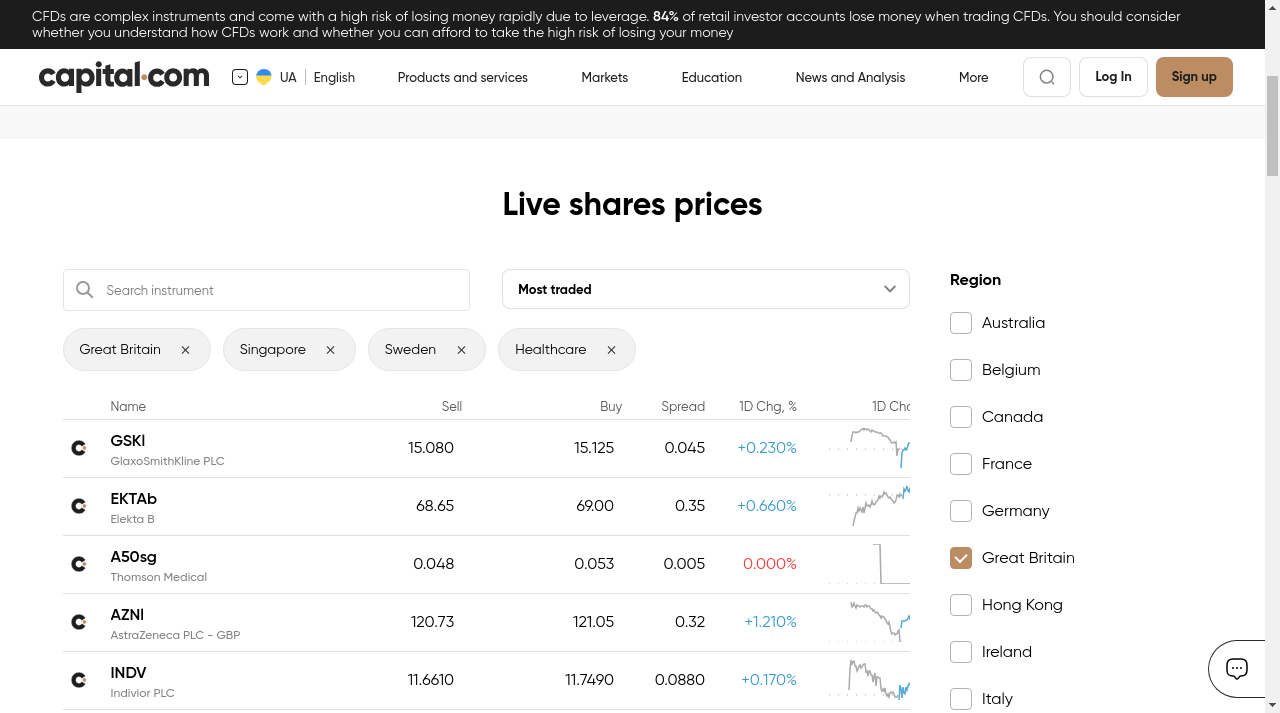 CFDs are complex instruments and come with a high risk of losing money rapidly due to leverage. 84% of retail investor accounts lose money when trading CFDs. You should consider
whether you understand how CFDs work and whether you can afford to take the high risk of losing your money
capital.com UA English Products and services Markets Education News and Analysis More Log In Sign up
Live shares prices
Search instrument Most traded
Great Britain × Singapore × Sweden × Healthcare ×
Name Sell Buy Spread 1D Chg, % 1D Cha
GSKl 15.080 15.125 0.045 +0.230%
GlaxoSmithKline PLC
EKTAb 68.65 69.00 0.35 +0.660%
Elekta B
A50sg 0.048 0.053 0.005 0.000%
Thomson Medical
AZNl 120.73 121.05 0.32 +1.210%
AstraZeneca PLC - GBP
INDV 11.6610 11.7490 0.0880 +0.170%
Indivior PLC
Region
Australia
Belgium
Canada
France
Germany
Great Britain
Hong Kong
Ireland
Italy